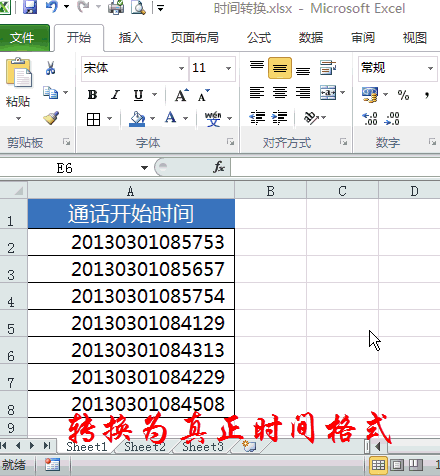 时间转换.xlsx - Microsoft Excel
文件 开始 插入 页面布局 公式 数据 审阅 视图
宋体 11 常规
粘贴
B I U A A
A 文 wén
% ,
剪贴板 字体 对齐方式 数字
E6 fx
A B C D
1 通话开始时间
2 20130301085753
3 20130301085657
4 20130301085754
5 20130301084129
6 20130301084313
7 20130301084229
8 20130301084508
9
转换为真正时间格式
Sheet1 Sheet2 Sheet3
就绪